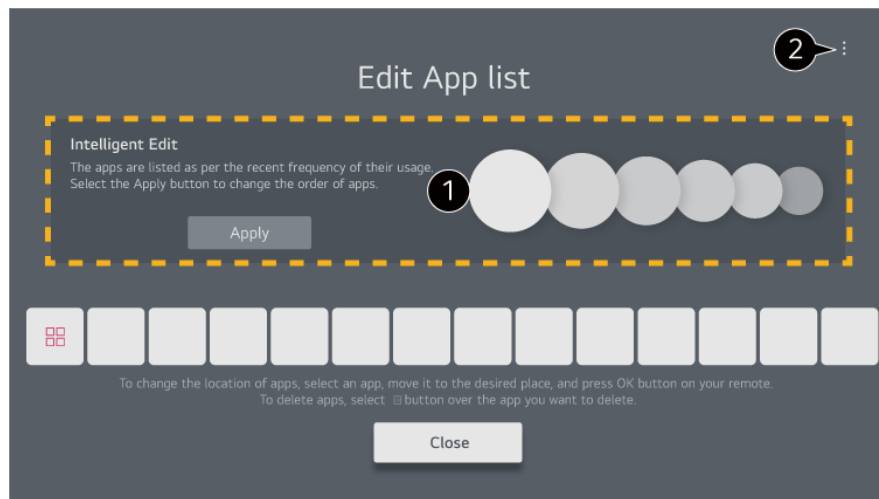 2
Edit App list
Intelligent Edit
The apps are listed as per the recent frequency of their usage.
Select the Apply button to change the order of apps.
1
Apply
To change the location of apps, select an app, move it to the desired place, and press OK button on your remote.
To delete apps, select button over the app you want to delete.
Close